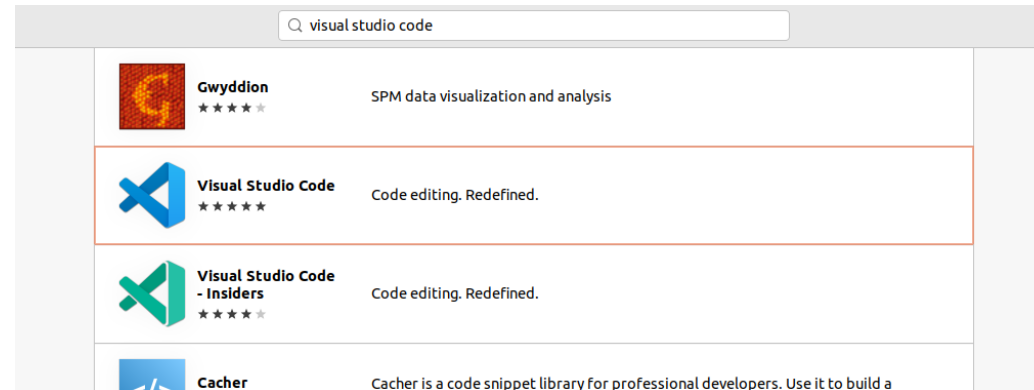 visual studio code
Gwyddion
SPM data visualization and analysis
Visual Studio Code
Code editing. Redefined.
Visual Studio Code
- Insiders
Code editing. Redefined.
Cacher
Cacher is a code snippet library for professional developers. Use it to build a